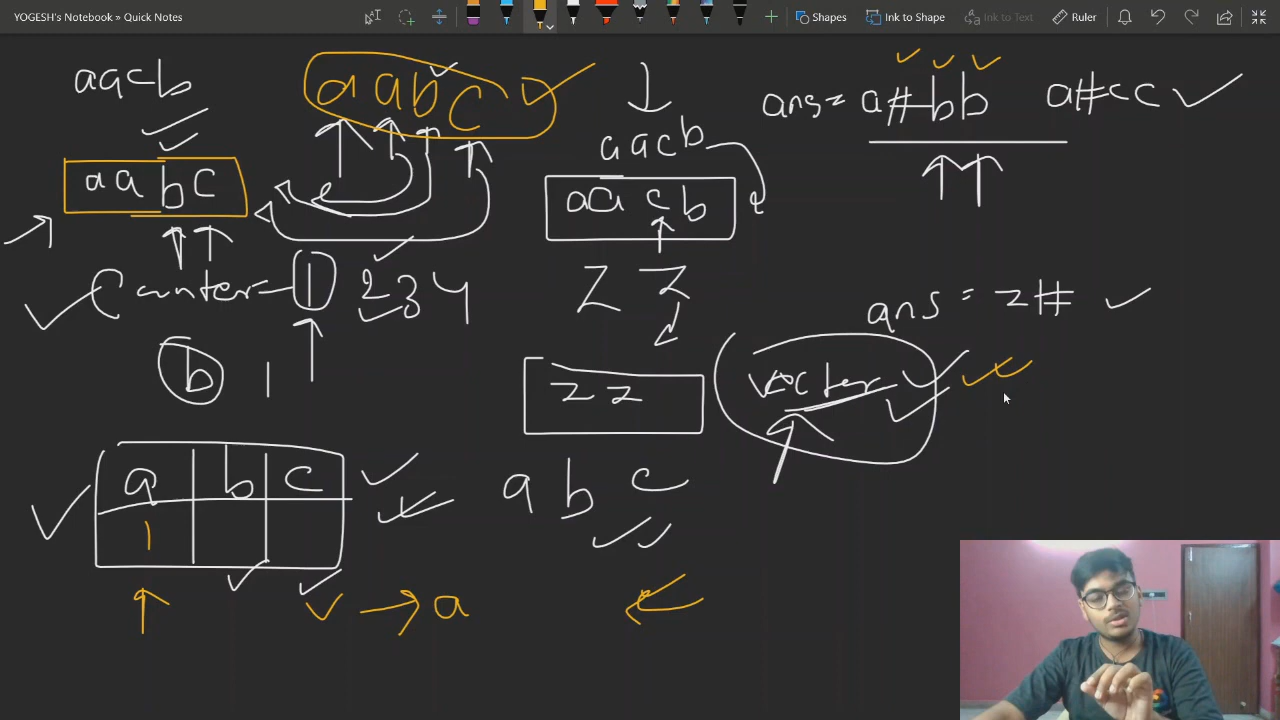 YOGESH's Notebook » Quick Notes
Shapes
Ink to Shape
Ink to Text
Ruler
aacb
aabc
aacb
ans= a#bb a#cc
aabc
aacb
Counter= 1 2 3 4
z z
ans = z#
b 1
zz
vector
a b c
1
a b c
a